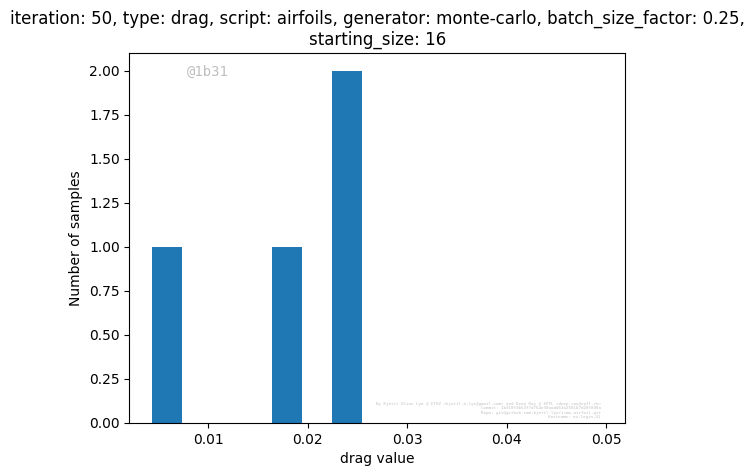 iteration: 50, type: drag, script: airfoils, generator: monte-carlo, batch_size_factor: 0.25,
starting_size: 16
@1b31
2.00
1.75
1.50
1.25
1.00
0.75
0.50
0.25
0.00
Number of samples
0.01
0.02
0.03
0.04
0.05
drag value